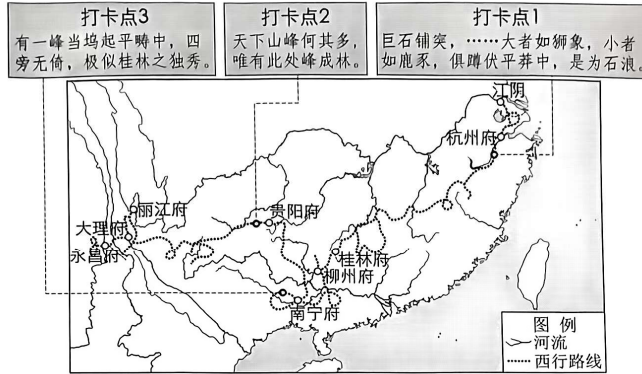 打卡点3
有一峰当坞起平畴中，四
旁无倚，极似桂林之独秀。
打卡点2
天下山峰何其多，
唯有此处峰成林。
打卡点1
巨石铺突，……大者如狮象，小者
如鹿豕，俱蹲伏平莽中，是为石浪。
江阴
杭州府
丽江府
大理府
永昌府
贵阳府
桂林府
柳州府
南宁府
图 例
河流
西行路线